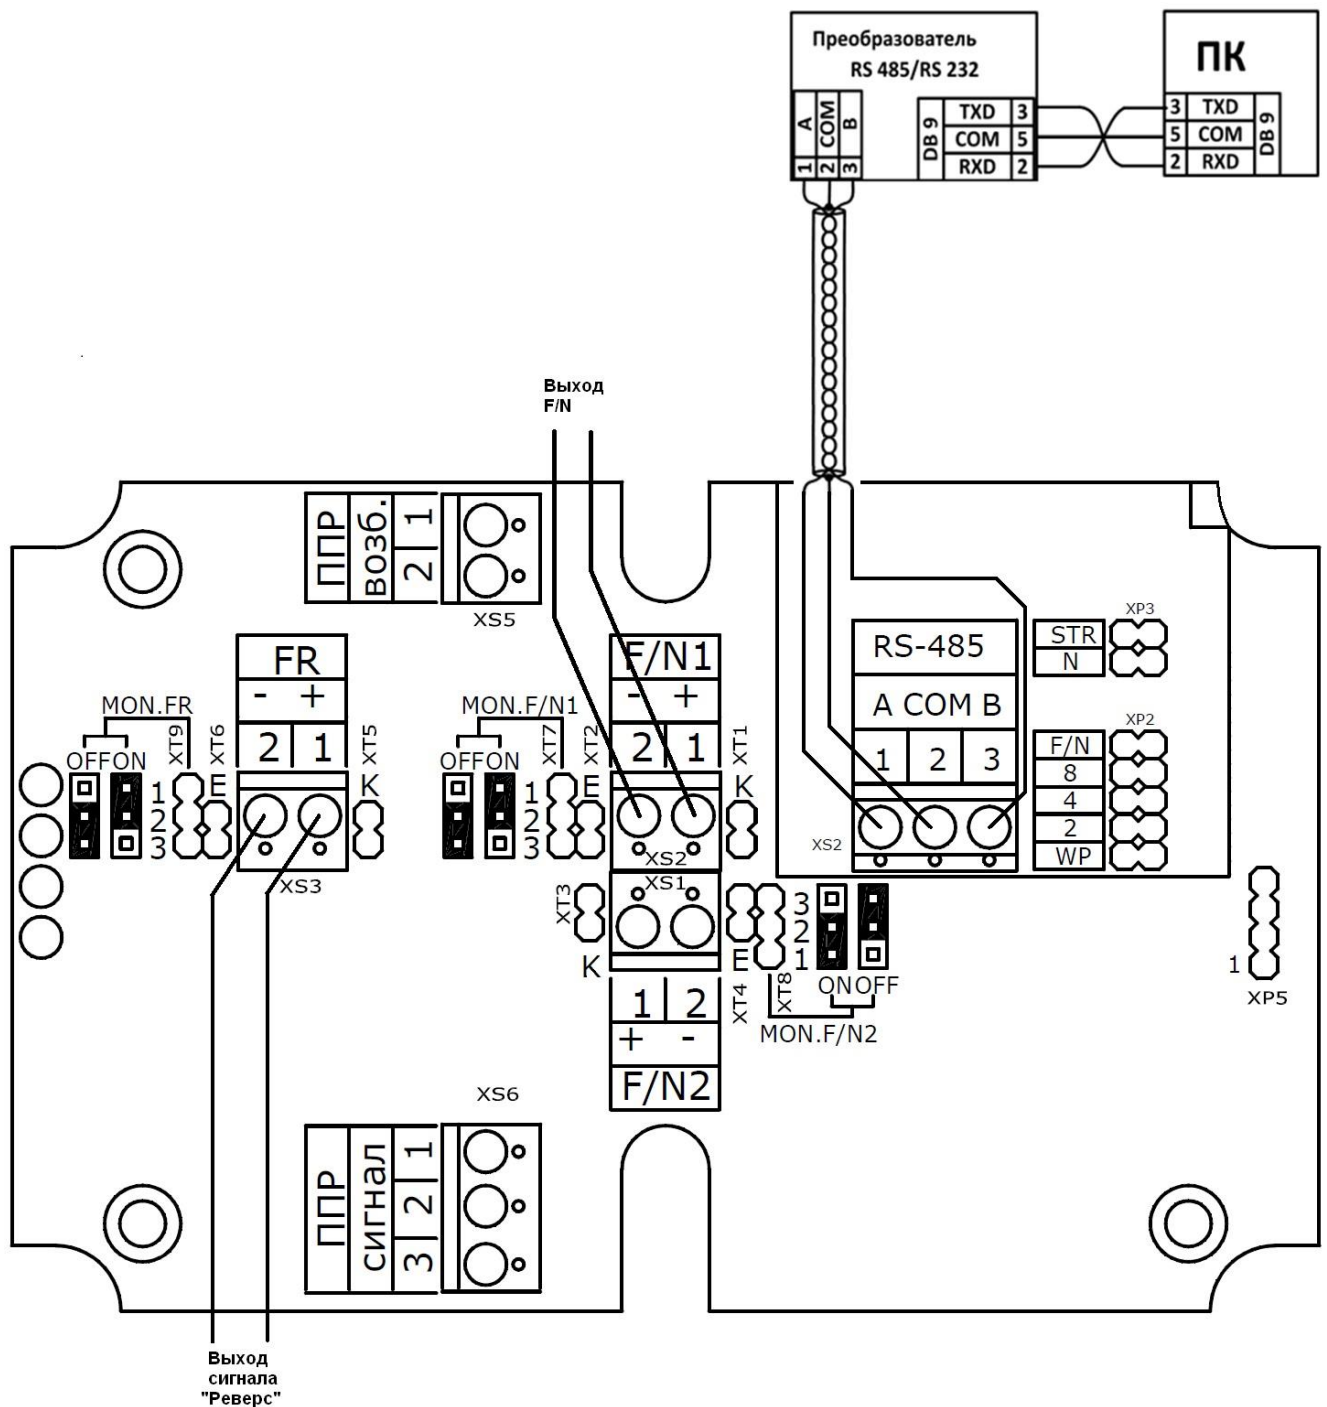 Преобразователь
RS 485/RS 232
A
COM
B
1
2
3
DB 9
TXD 3
COM 5
RXD 2
ПК
3 TXD
5 COM
2 RXD
DB 9
Выход
F/N
ППР
возб.
1
2
XS5
FR
- +
2 1
MON.FR
OFF ON
XT9
XT6
XT5
1
2
3
E
K
XS3
F/N1
- +
2 1
MON.F/N1
OFF ON
XT7
XT2
XT1
1
2
3
E
K
XS2
XS1
XT3
K
E
XT4
XT8
3
2
1
ON OFF
MON.F/N2
1 2
+ -
F/N2
RS-485
A COM B
1 2 3
XS2
XP3
STR
N
XP2
F/N
8
4
2
WP
1
XP5
XS6
ППР
сигнал
1
2
3
Выход
сигнала
"Реверс"